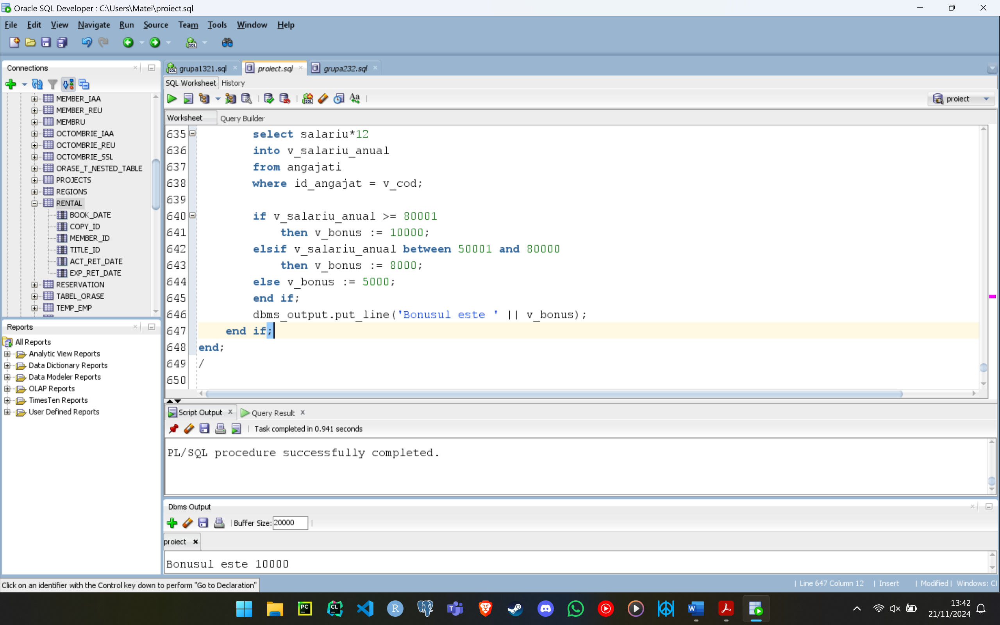 Oracle SQL Developer : C:\Users\Matei\proiect.sql
File Edit View Navigate Run Source Team Tools Window Help
Connections
MEMBER_IAA
MEMBER_REU
MEMBRU
OCTOMBRIE_IAA
OCTOMBRIE_REU
OCTOMBRIE_SSL
ORASE_T_NESTED_TABLE
PROJECTS
REGIONS
RENTAL
BOOK_DATE
COPY_ID
MEMBER_ID
TITLE_ID
ACT_RET_DATE
EXP_RET_DATE
RESERVATION
TABEL_ORASE
TEMP_EMP
Reports
All Reports
Analytic View Reports
Data Dictionary Reports
Data Modeler Reports
OLAP Reports
TimesTen Reports
User Defined Reports
grupa1321.sql proiect.sql grupa232.sql
SQL Worksheet History
proiect
Worksheet Query Builder
635 select salariu*12
636 into v_salariu_anual
637 from angajati
638 where id_angajat = v_cod;
639
640 if v_salariu_anual >= 80001
641 then v_bonus := 10000;
642 elsif v_salariu_anual between 50001 and 80000
643 then v_bonus := 8000;
644 else v_bonus := 5000;
645 end if;
646 dbms_output.put_line('Bonusul este ' || v_bonus);
647 end if;
648 end;
649 /
650
Script Output Query Result
Task completed in 0.941 seconds
PL/SQL procedure successfully completed.
Dbms Output
Buffer Size: 20000
proiect
Bonusul este 10000
Click on an identifier with the Control key down to perform "Go to Declaration"
| Line 647 Column 12 | Insert | Modified | Windows: Cl
13:42
21/11/2024